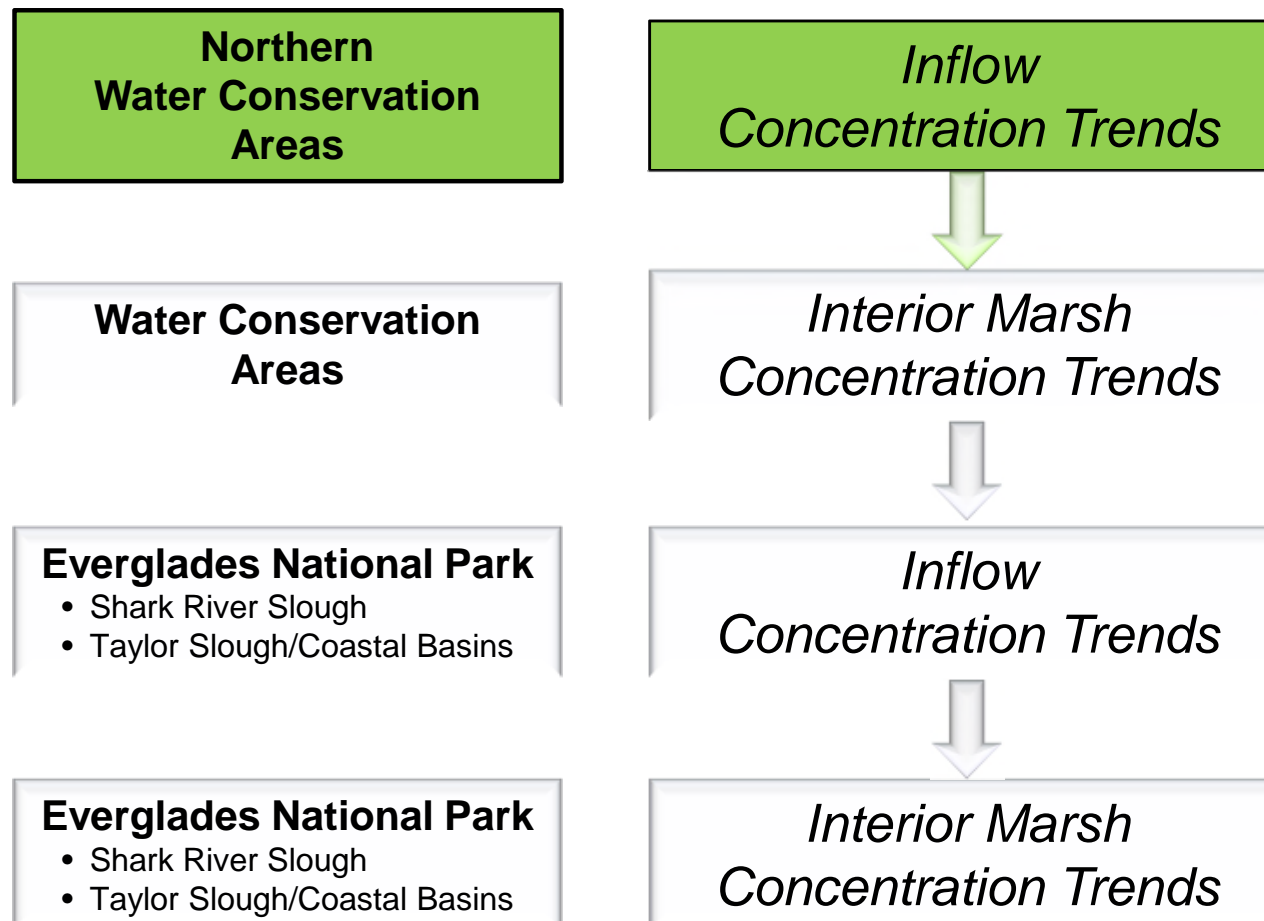 Northern
Water Conservation
Areas
Inflow
Concentration Trends
Water Conservation
Areas
Interior Marsh
Concentration Trends
Everglades National Park
• Shark River Slough
• Taylor Slough/Coastal Basins
Inflow
Concentration Trends
Everglades National Park
• Shark River Slough
• Taylor Slough/Coastal Basins
Interior Marsh
Concentration Trends